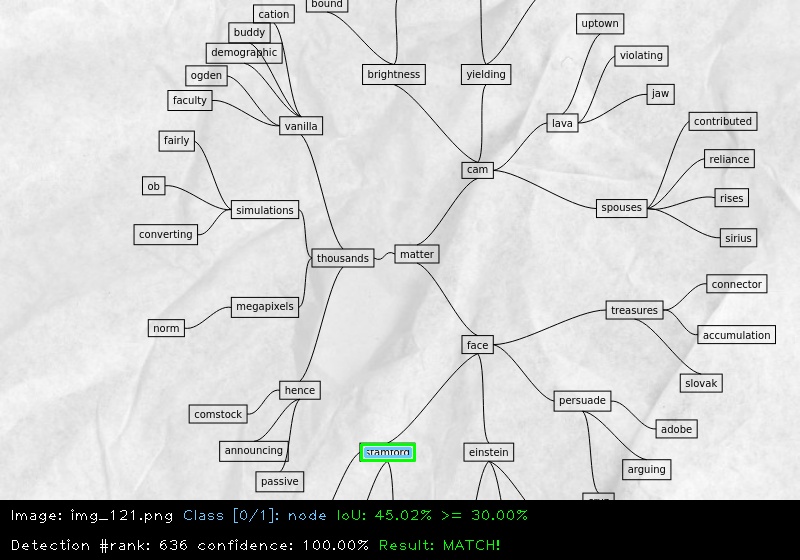 cation
bound
buddy
uptown
demographic
violating
ogden
brightness
yielding
faculty
jaw
vanilla
lava
contributed
fairly
reliance
cam
ob
rises
simulations
spouses
converting
sirius
thousands
matter
connector
megapixels
treasures
norm
accumulation
face
slovak
hence
persuade
comstock
adobe
announcing
stamford
einstein
arguing
passive
Image: img_121.png Class [0/1]: node IoU: 45.02% >= 30.00%
Detection #rank: 636 confidence: 100.00% Result: MATCH!